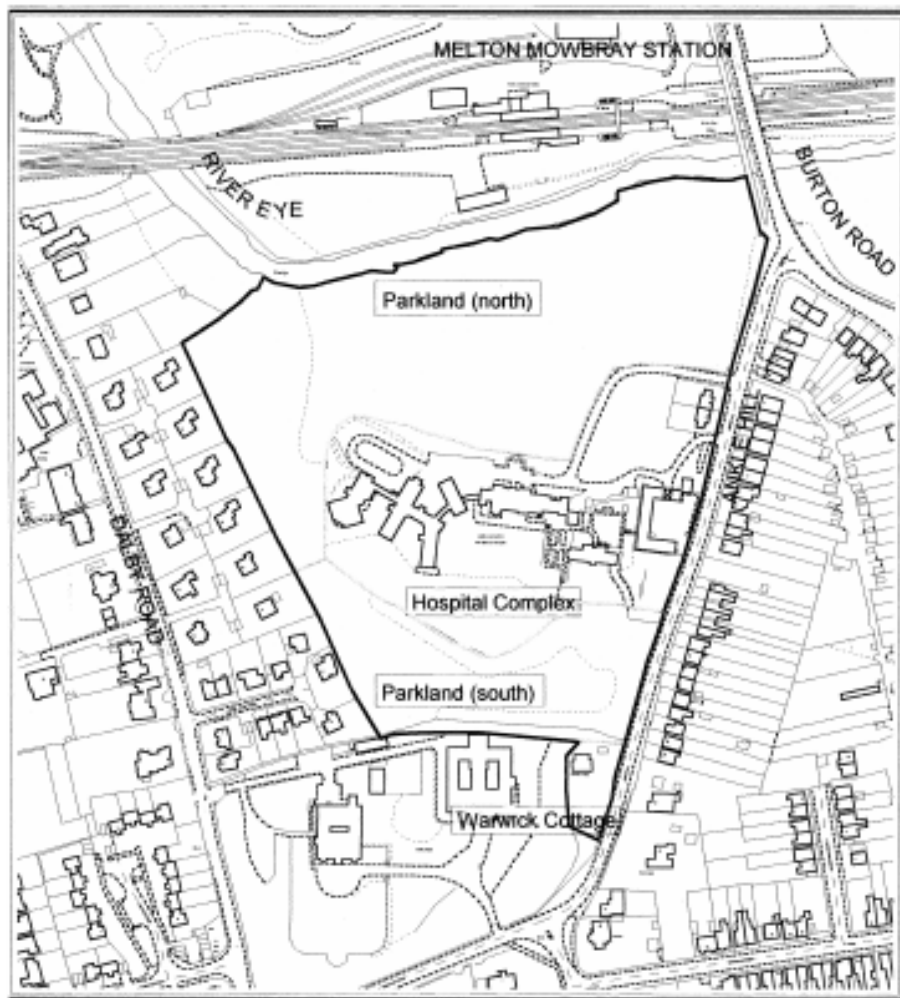 MELTON MOWBRAY STATION
RIVER EYE
BURTON ROAD
Parkland (north)
ANKLE HILL
DALBY ROAD
Hospital Complex
Parkland (south)
Warwick Cottage